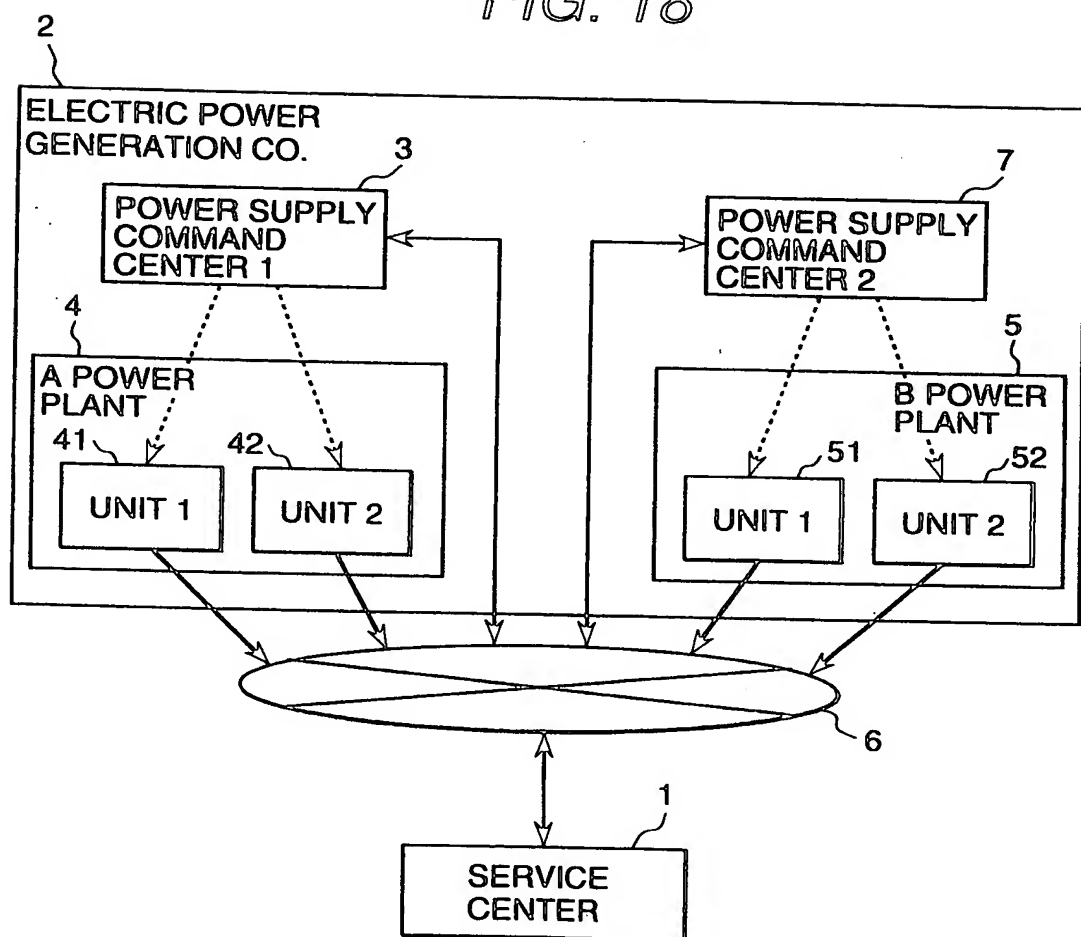 FIG. 18
2
ELECTRIC POWER
GENERATION CO.
3
POWER SUPPLY
COMMAND
CENTER 1
7
POWER SUPPLY
COMMAND
CENTER 2
4
A POWER
PLANT
41
UNIT 1
42
UNIT 2
5
B POWER
PLANT
51
UNIT 1
52
UNIT 2
6
1
SERVICE
CENTER